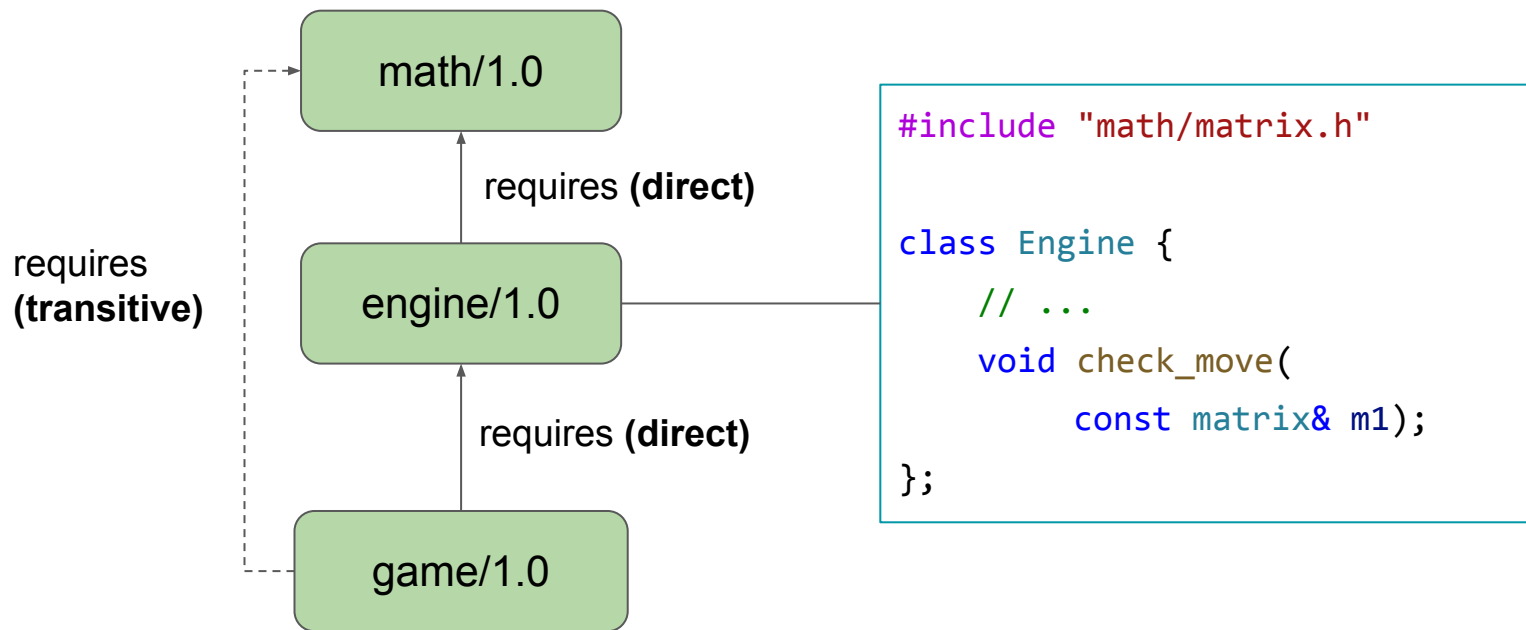 math/1.0
requires (direct)
requires
(transitive)
engine/1.0
requires (direct)
game/1.0
#include "math/matrix.h"
class Engine {
// ...
void check_move(
const matrix& m1);
};